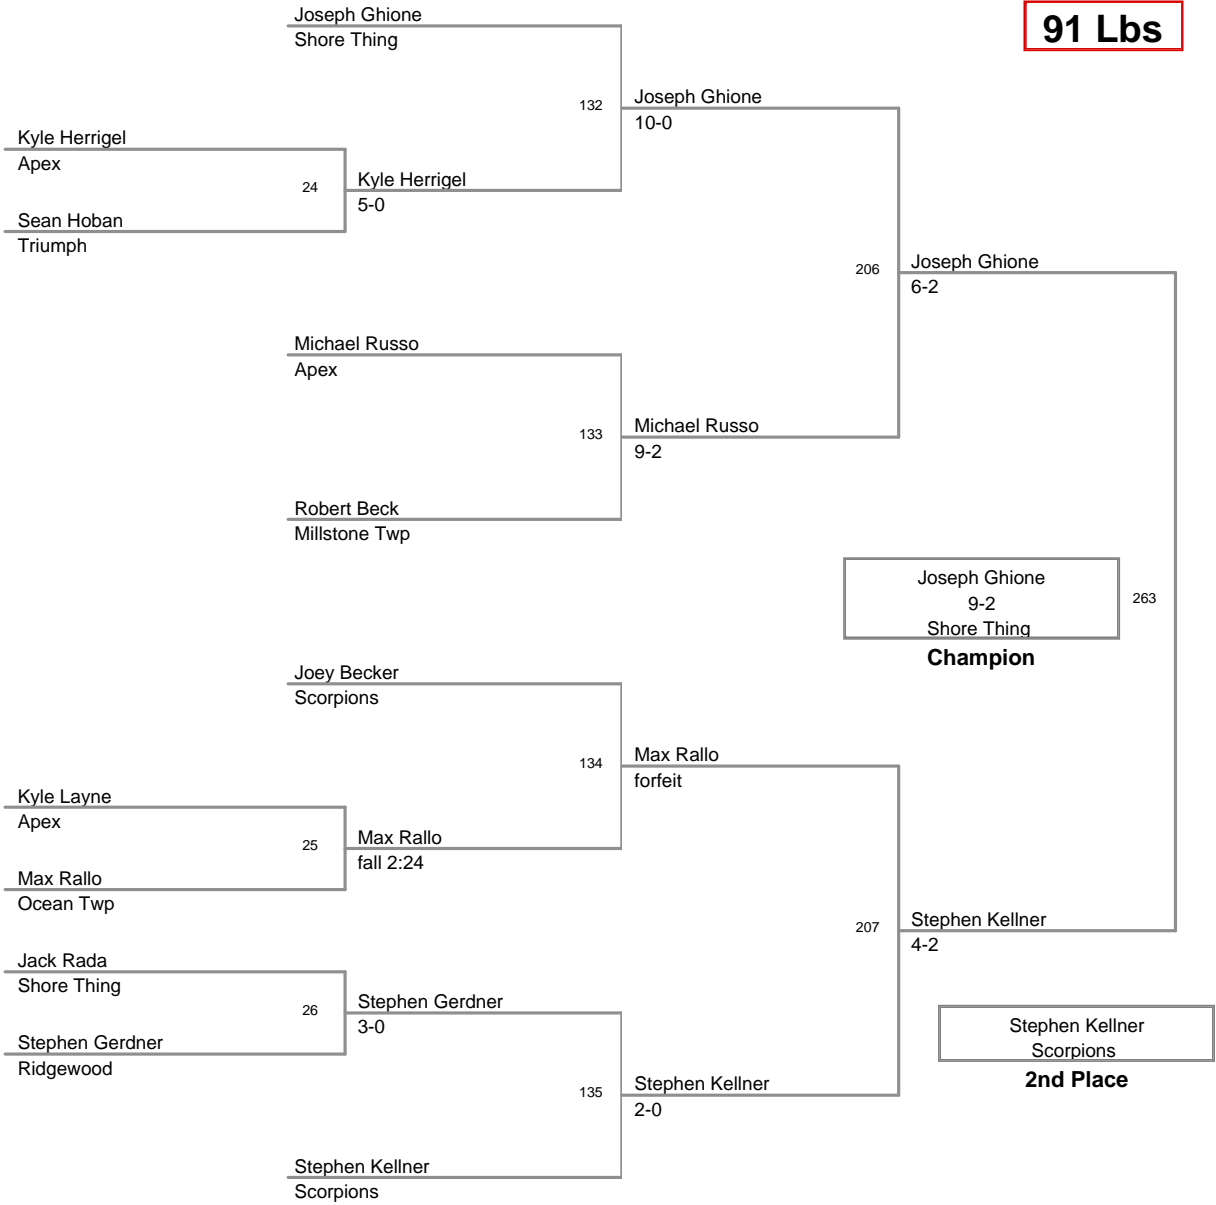 Joseph Ghione
Shore Thing
91 Lbs
132
Joseph Ghione
10-0
Kyle Herrigel
Apex
24
Kyle Herrigel
5-0
Sean Hoban
Triumph
206
Joseph Ghione
6-2
Michael Russo
Apex
133
Michael Russo
9-2
Robert Beck
Millstone Twp
Joseph Ghione
9-2
Shore Thing
Champion
263
Joey Becker
Scorpions
134
Max Rallo
forfeit
Kyle Layne
Apex
25
Max Rallo
fall 2:24
Max Rallo
Ocean Twp
207
Stephen Kellner
4-2
Jack Rada
Shore Thing
26
Stephen Gerdner
3-0
Stephen Gerdner
Ridgewood
Stephen Kellner
Scorpions
2nd Place
135
Stephen Kellner
2-0
Stephen Kellner
Scorpions